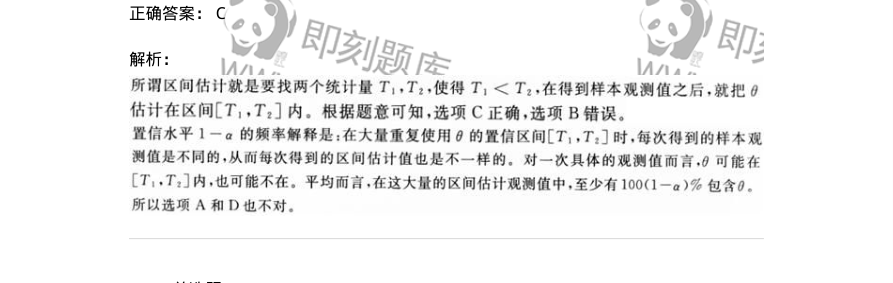 正确答案： C
即刻题库
即
解析：
所谓区间估计就是要找两个统计量 T₁,T₂,使得 T₁＜T₂,在得到样本观测值之后,就把 θ
估计在区间[T₁,T₂]内。根据题意可知,选项 C 正确,选项 B 错误。
置信水平 1－α 的频率解释是:在大量重复使用 θ 的置信区间[T₁,T₂]时,每次得到的样本观
测值是不同的,从而每次得到的区间估计值也是不一样的。对一次具体的观测值而言,θ 可能在
[T₁,T₂]内,也可能不在。平均而言,在这大量的区间估计观测值中,至少有 100(1－α)% 包含θ。
所以选项 A 和 D 也不对。